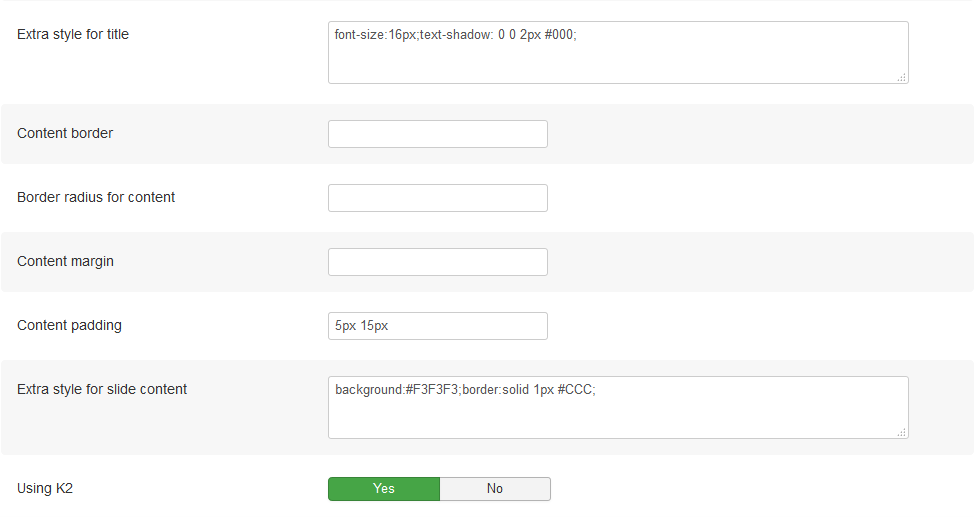 Extra style for title
font-size:16px;text-shadow: 0 0 2px #000;
Content border
Border radius for content
Content margin
Content padding
5px 15px
Extra style for slide content
background:#F3F3F3;border:solid 1px #CCC;
Using K2
Yes No